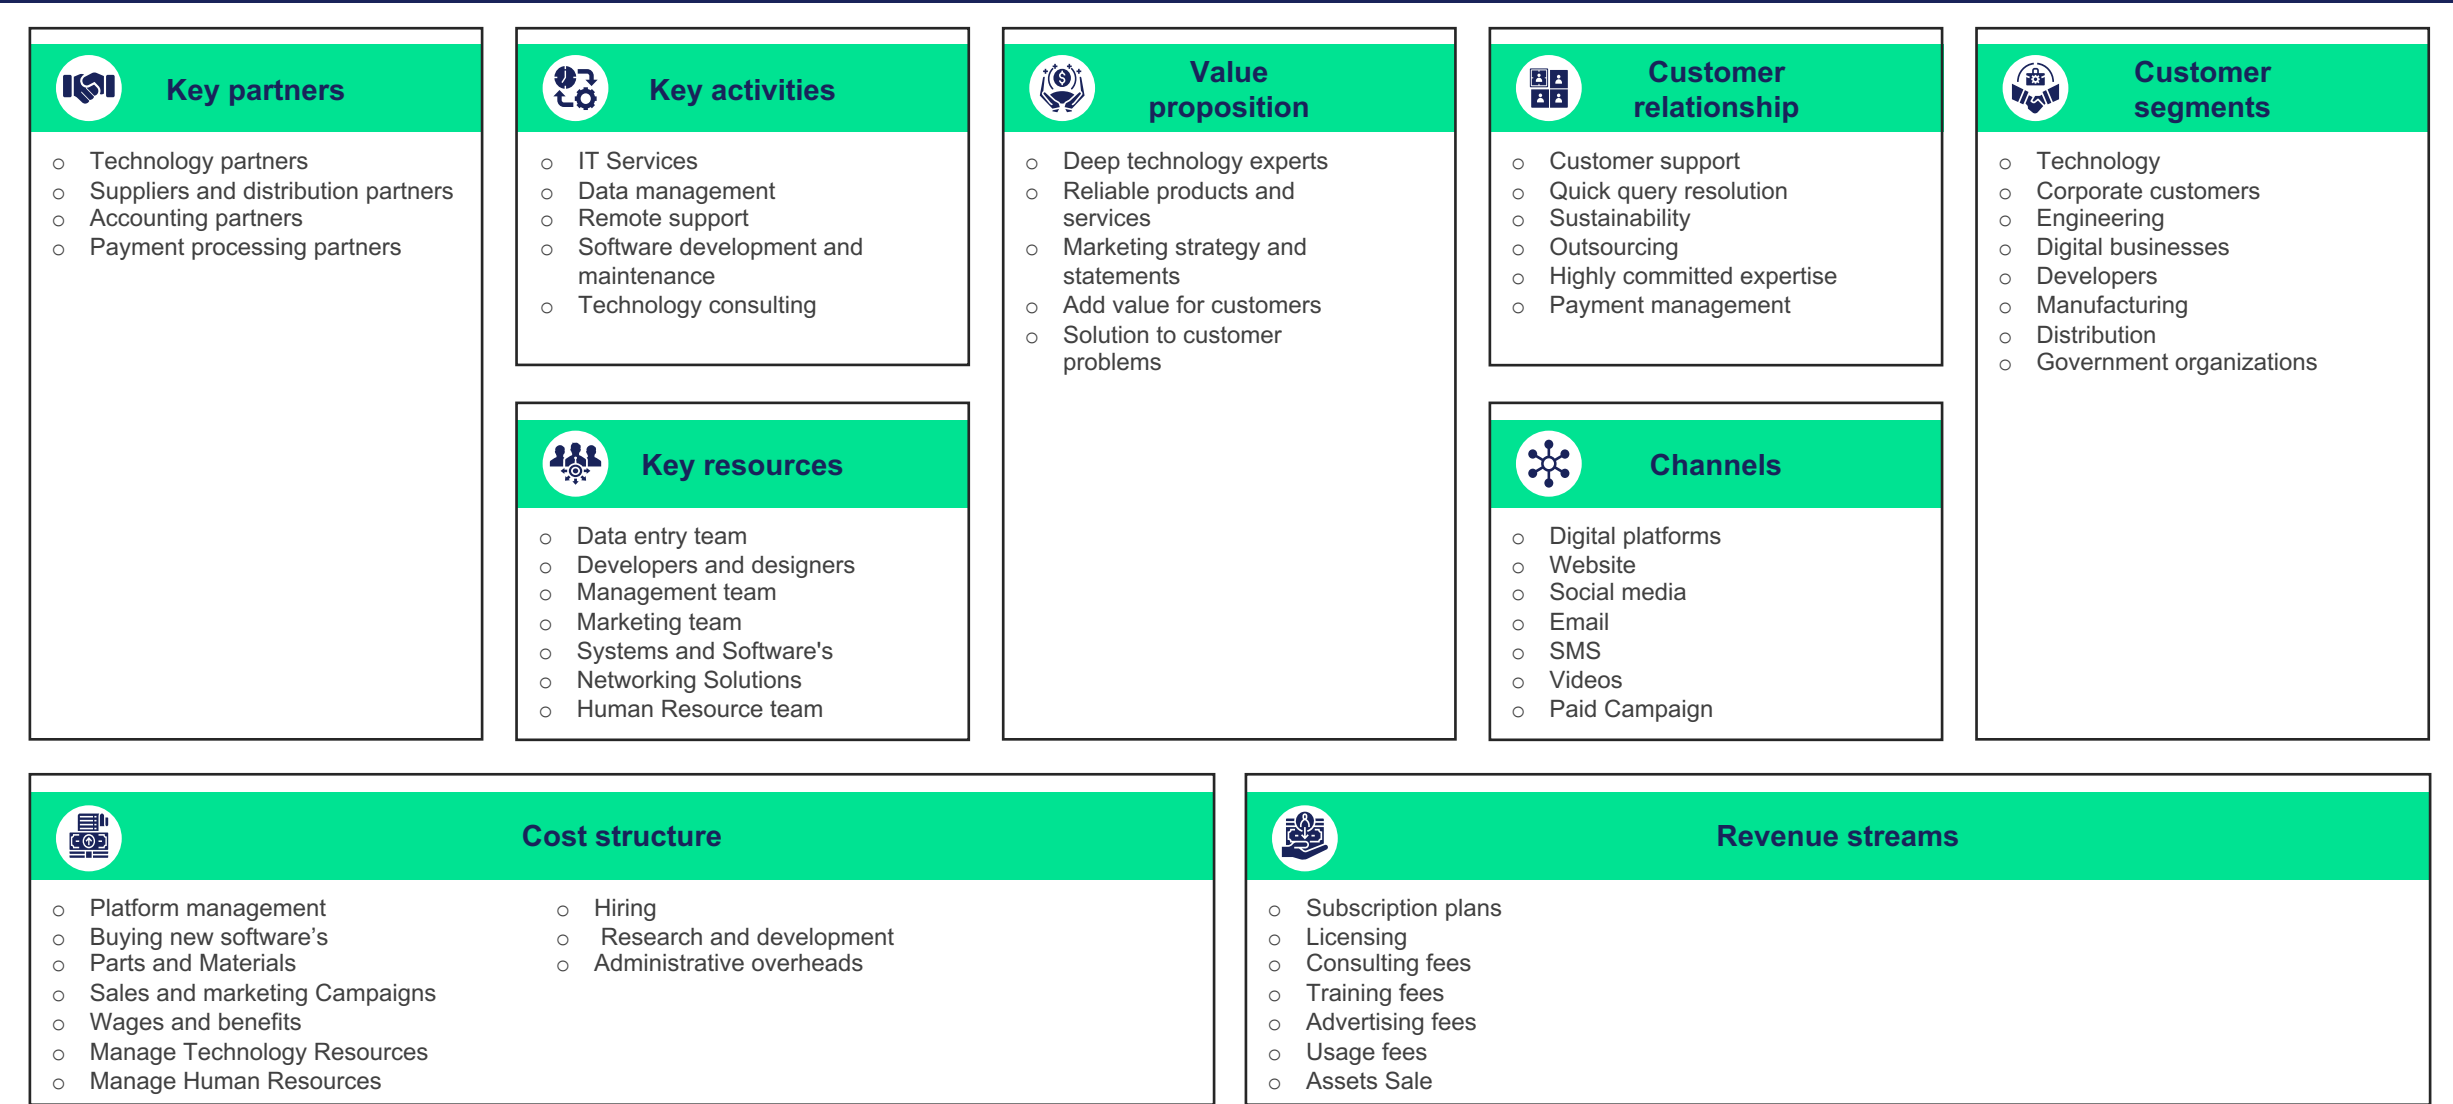 Key partners
○ Technology partners
○ Suppliers and distribution partners
○ Accounting partners
○ Payment processing partners
Key activities
○ IT Services
○ Data management
○ Remote support
○ Software development and
maintenance
○ Technology consulting
Key resources
○ Data entry team
○ Developers and designers
○ Management team
○ Marketing team
○ Systems and Software's
○ Networking Solutions
○ Human Resource team
Value
proposition
○ Deep technology experts
○ Reliable products and
services
○ Marketing strategy and
statements
○ Add value for customers
○ Solution to customer
problems
Customer
relationship
○ Customer support
○ Quick query resolution
○ Sustainability
○ Outsourcing
○ Highly committed expertise
○ Payment management
Channels
○ Digital platforms
○ Website
○ Social media
○ Email
○ SMS
○ Videos
○ Paid Campaign
Customer
segments
○ Technology
○ Corporate customers
○ Engineering
○ Digital businesses
○ Developers
○ Manufacturing
○ Distribution
○ Government organizations
Cost structure
○ Platform management
○ Buying new software’s
○ Parts and Materials
○ Sales and marketing Campaigns
○ Wages and benefits
○ Manage Technology Resources
○ Manage Human Resources
○ Hiring
○ Research and development
○ Administrative overheads
Revenue streams
○ Subscription plans
○ Licensing
○ Consulting fees
○ Training fees
○ Advertising fees
○ Usage fees
○ Assets Sale